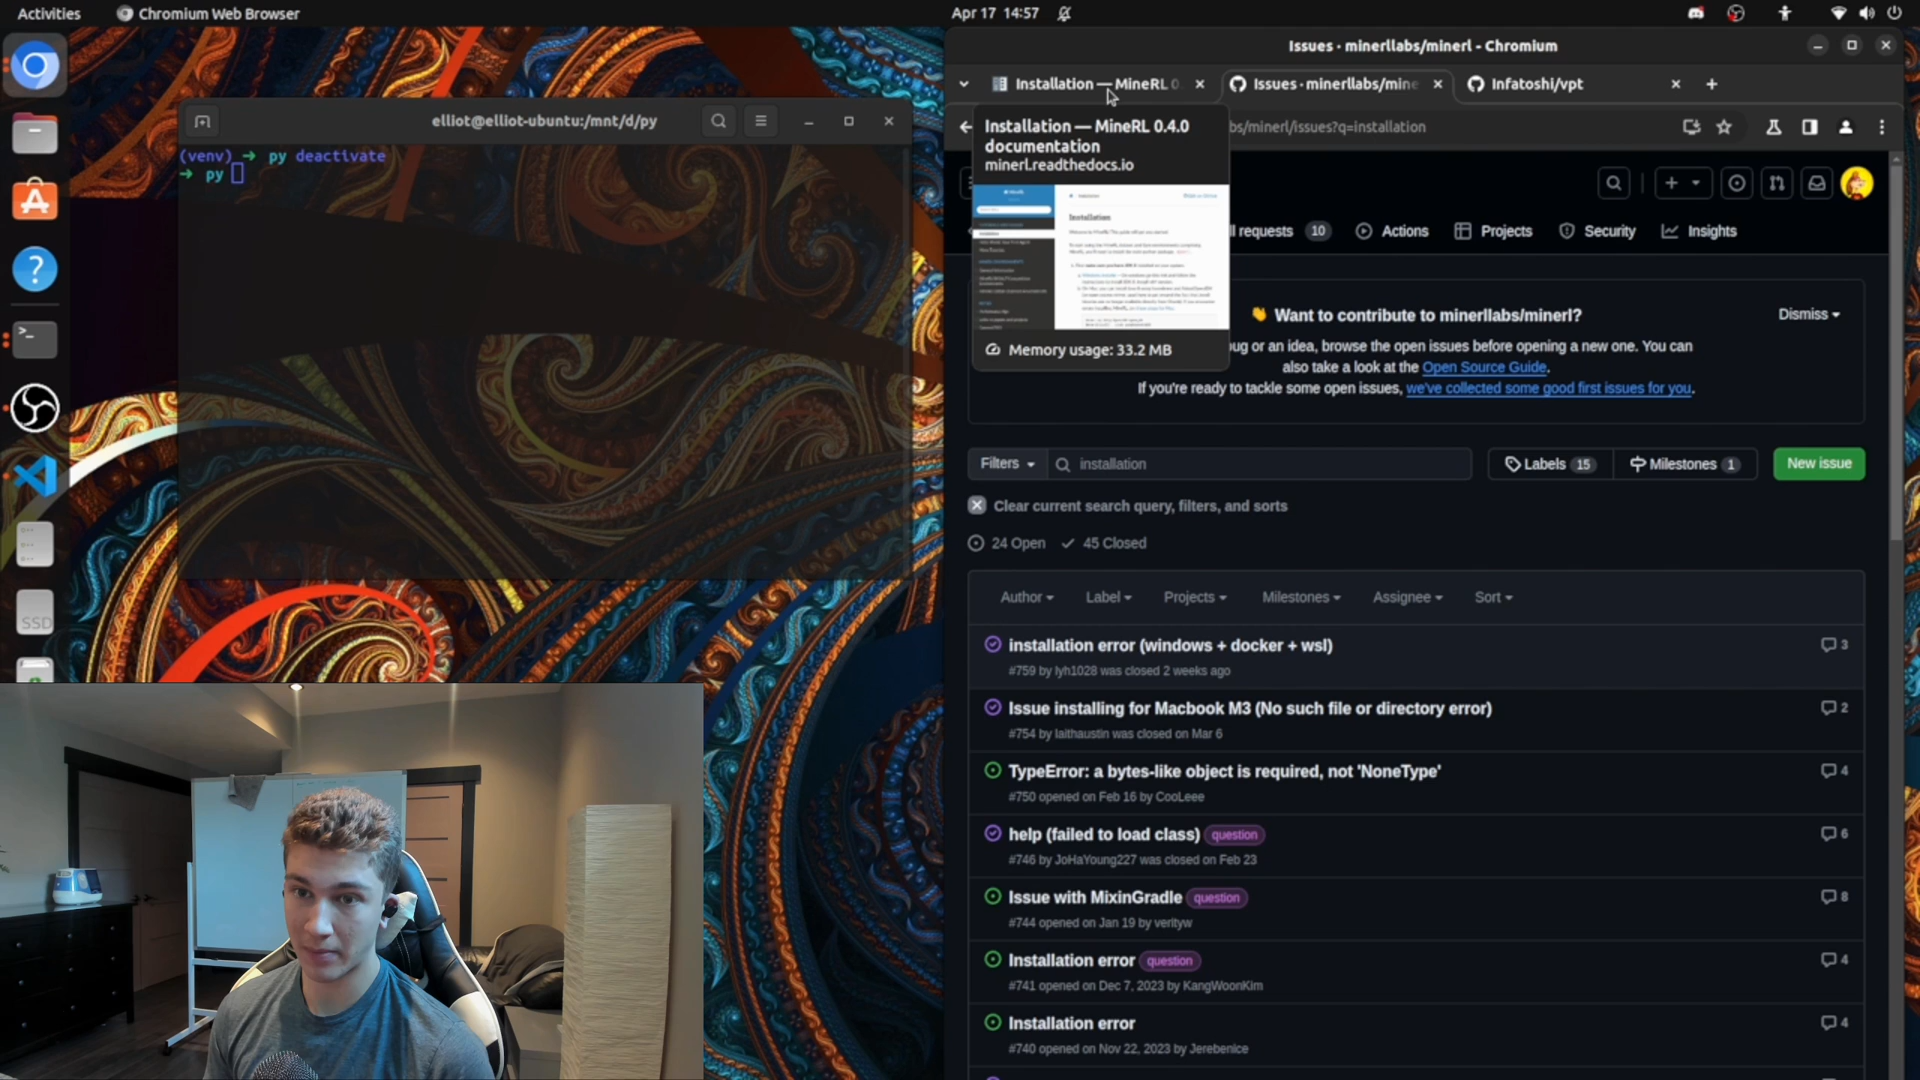 Activities
Chromium Web Browser
Apr 17 14:57
elliot@elliot-ubuntu:/mnt/d/py
(venv) ➜ py deactivate
➜ py
SSD
Issues · minerllabs/minerl - Chromium
Installation — MineRL 0
Issues · minerllabs/mine
Infatoshi/vpt
bs/minerl/issues?q=installation
Installation — MineRL 0.4.0
documentation
minerl.readthedocs.io
Installation
Memory usage: 33.2 MB
ll requests 10
Actions
Projects
Security
Insights
👋 Want to contribute to minerllabs/minerl?
Dismiss
ug or an idea, browse the open issues before opening a new one. You can
also take a look at the Open Source Guide.
If you're ready to tackle some open issues, we've collected some good first issues for you.
Filters
installation
Labels 15
Milestones 1
New issue
Clear current search query, filters, and sorts
24 Open
45 Closed
Author
Label
Projects
Milestones
Assignee
Sort
installation error (windows + docker + wsl)
3
#759 by lyh1028 was closed 2 weeks ago
Issue installing for Macbook M3 (No such file or directory error)
2
#754 by laithaustin was closed on Mar 6
TypeError: a bytes-like object is required, not 'NoneType'
4
#750 opened on Feb 16 by CooLeee
help (failed to load class) question
6
#746 by JoHaYoung227 was closed on Feb 23
Issue with MixinGradle question
8
#744 opened on Jan 19 by verityw
Installation error question
4
#741 opened on Dec 7, 2023 by KangWoonKim
Installation error
4
#740 opened on Nov 22, 2023 by Jerebenice